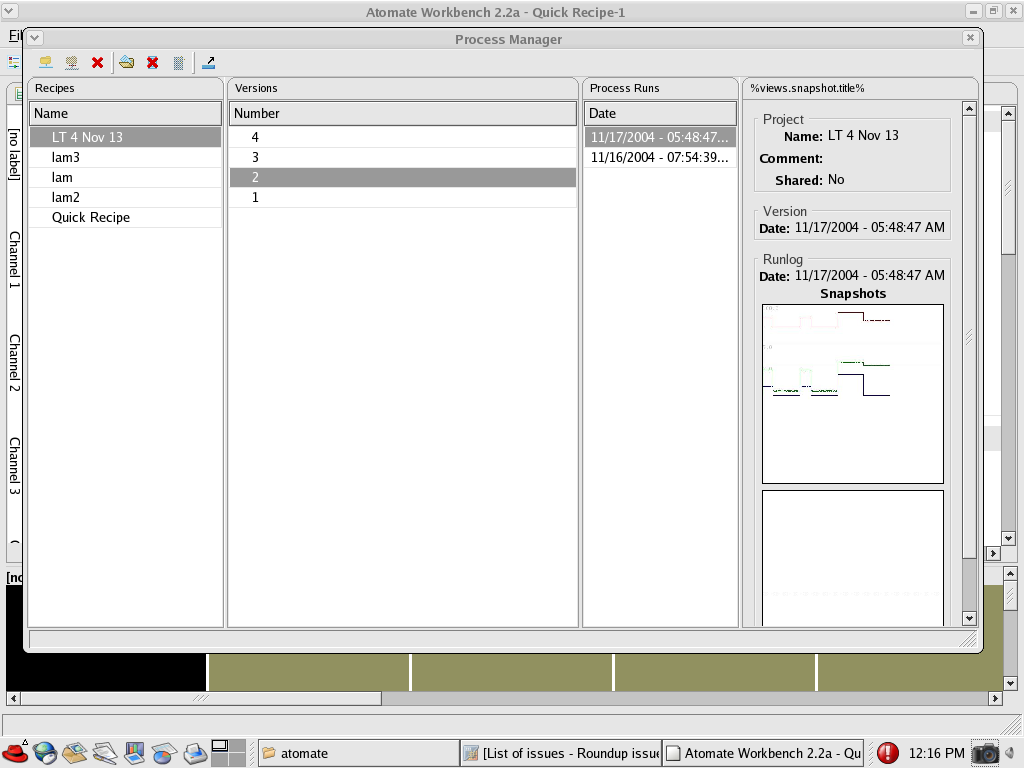 Atomate Workbench 2.2a - Quick Recipe-1
Fi
Process Manager
Recipes
Versions
Process Runs
%views.snapshot.title%
Name
Number
Date
LT 4 Nov 13
lam3
lam
lam2
Quick Recipe
4
3
2
1
11/17/2004 - 05:48:47...
11/16/2004 - 07:54:39...
Project
Name: LT 4 Nov 13
Comment:
Shared: No
Version
Date: 11/17/2004 - 05:48:47 AM
Runlog
Date: 11/17/2004 - 05:48:47 AM
Snapshots
[no label]
Channel 1
Channel 2
Channel 3
[no
atomate
[List of issues - Roundup issue
Atomate Workbench 2.2a - Qu
12:16 PM